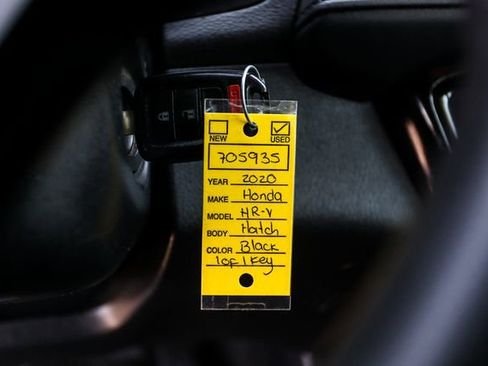 NEW USED
705935
YEAR 2020
MAKE Honda
MODEL HR-V
BODY Hatch
COLOR Black
1 of 1 Key